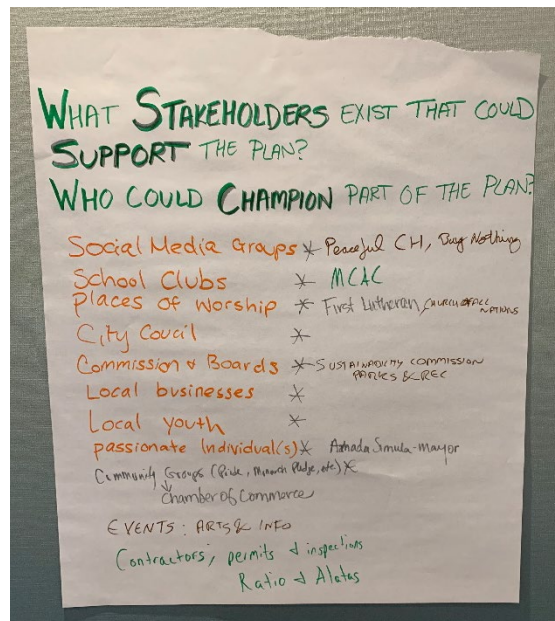 WHAT STAKEHOLDERS EXIST THAT COULD
SUPPORT THE PLAN?
WHO COULD CHAMPION PART OF THE PLAN?
Social Media Groups * Peaceful CH, Buy Nothing
School Clubs * MCAC
Places of Worship * First Lutheran, CHURCH OF ALL
NATIONS
City Coucil *
Commission & Boards * SUSTAINABILITY COMMISSION
PARKS & REC
Local businesses *
Local youth *
passionate Individual(s) * Simula-Mayor
Community Groups (Pride, Monarch Pledge, etc.) *
Chamber of Commerce
EVENTS: ARTS & INFO
Contractors, permits & inspections
Ratio &